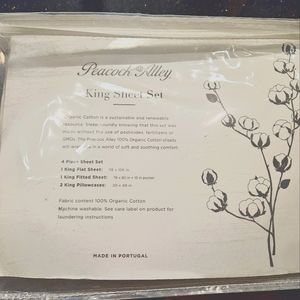 Peacock Alley
King Sheet Set
Organic Cotton is a sustainable and renewable
resource. Sleep soundly knowing that this set was
made without the use of pesticides, fertilizers or
GMOs. The Peacock Alley 100% Organic Cotton sheets
will you in a world of soft and soothing comfort.
4 Piece Sheet Set
1 King Flat Sheet:
1 King Fitted Sheet:
2 King Pillowcases:
Fabric content 100% Organic Cotton
Machine washable. See care label on product for
laundering instructions
MADE IN PORTUGAL